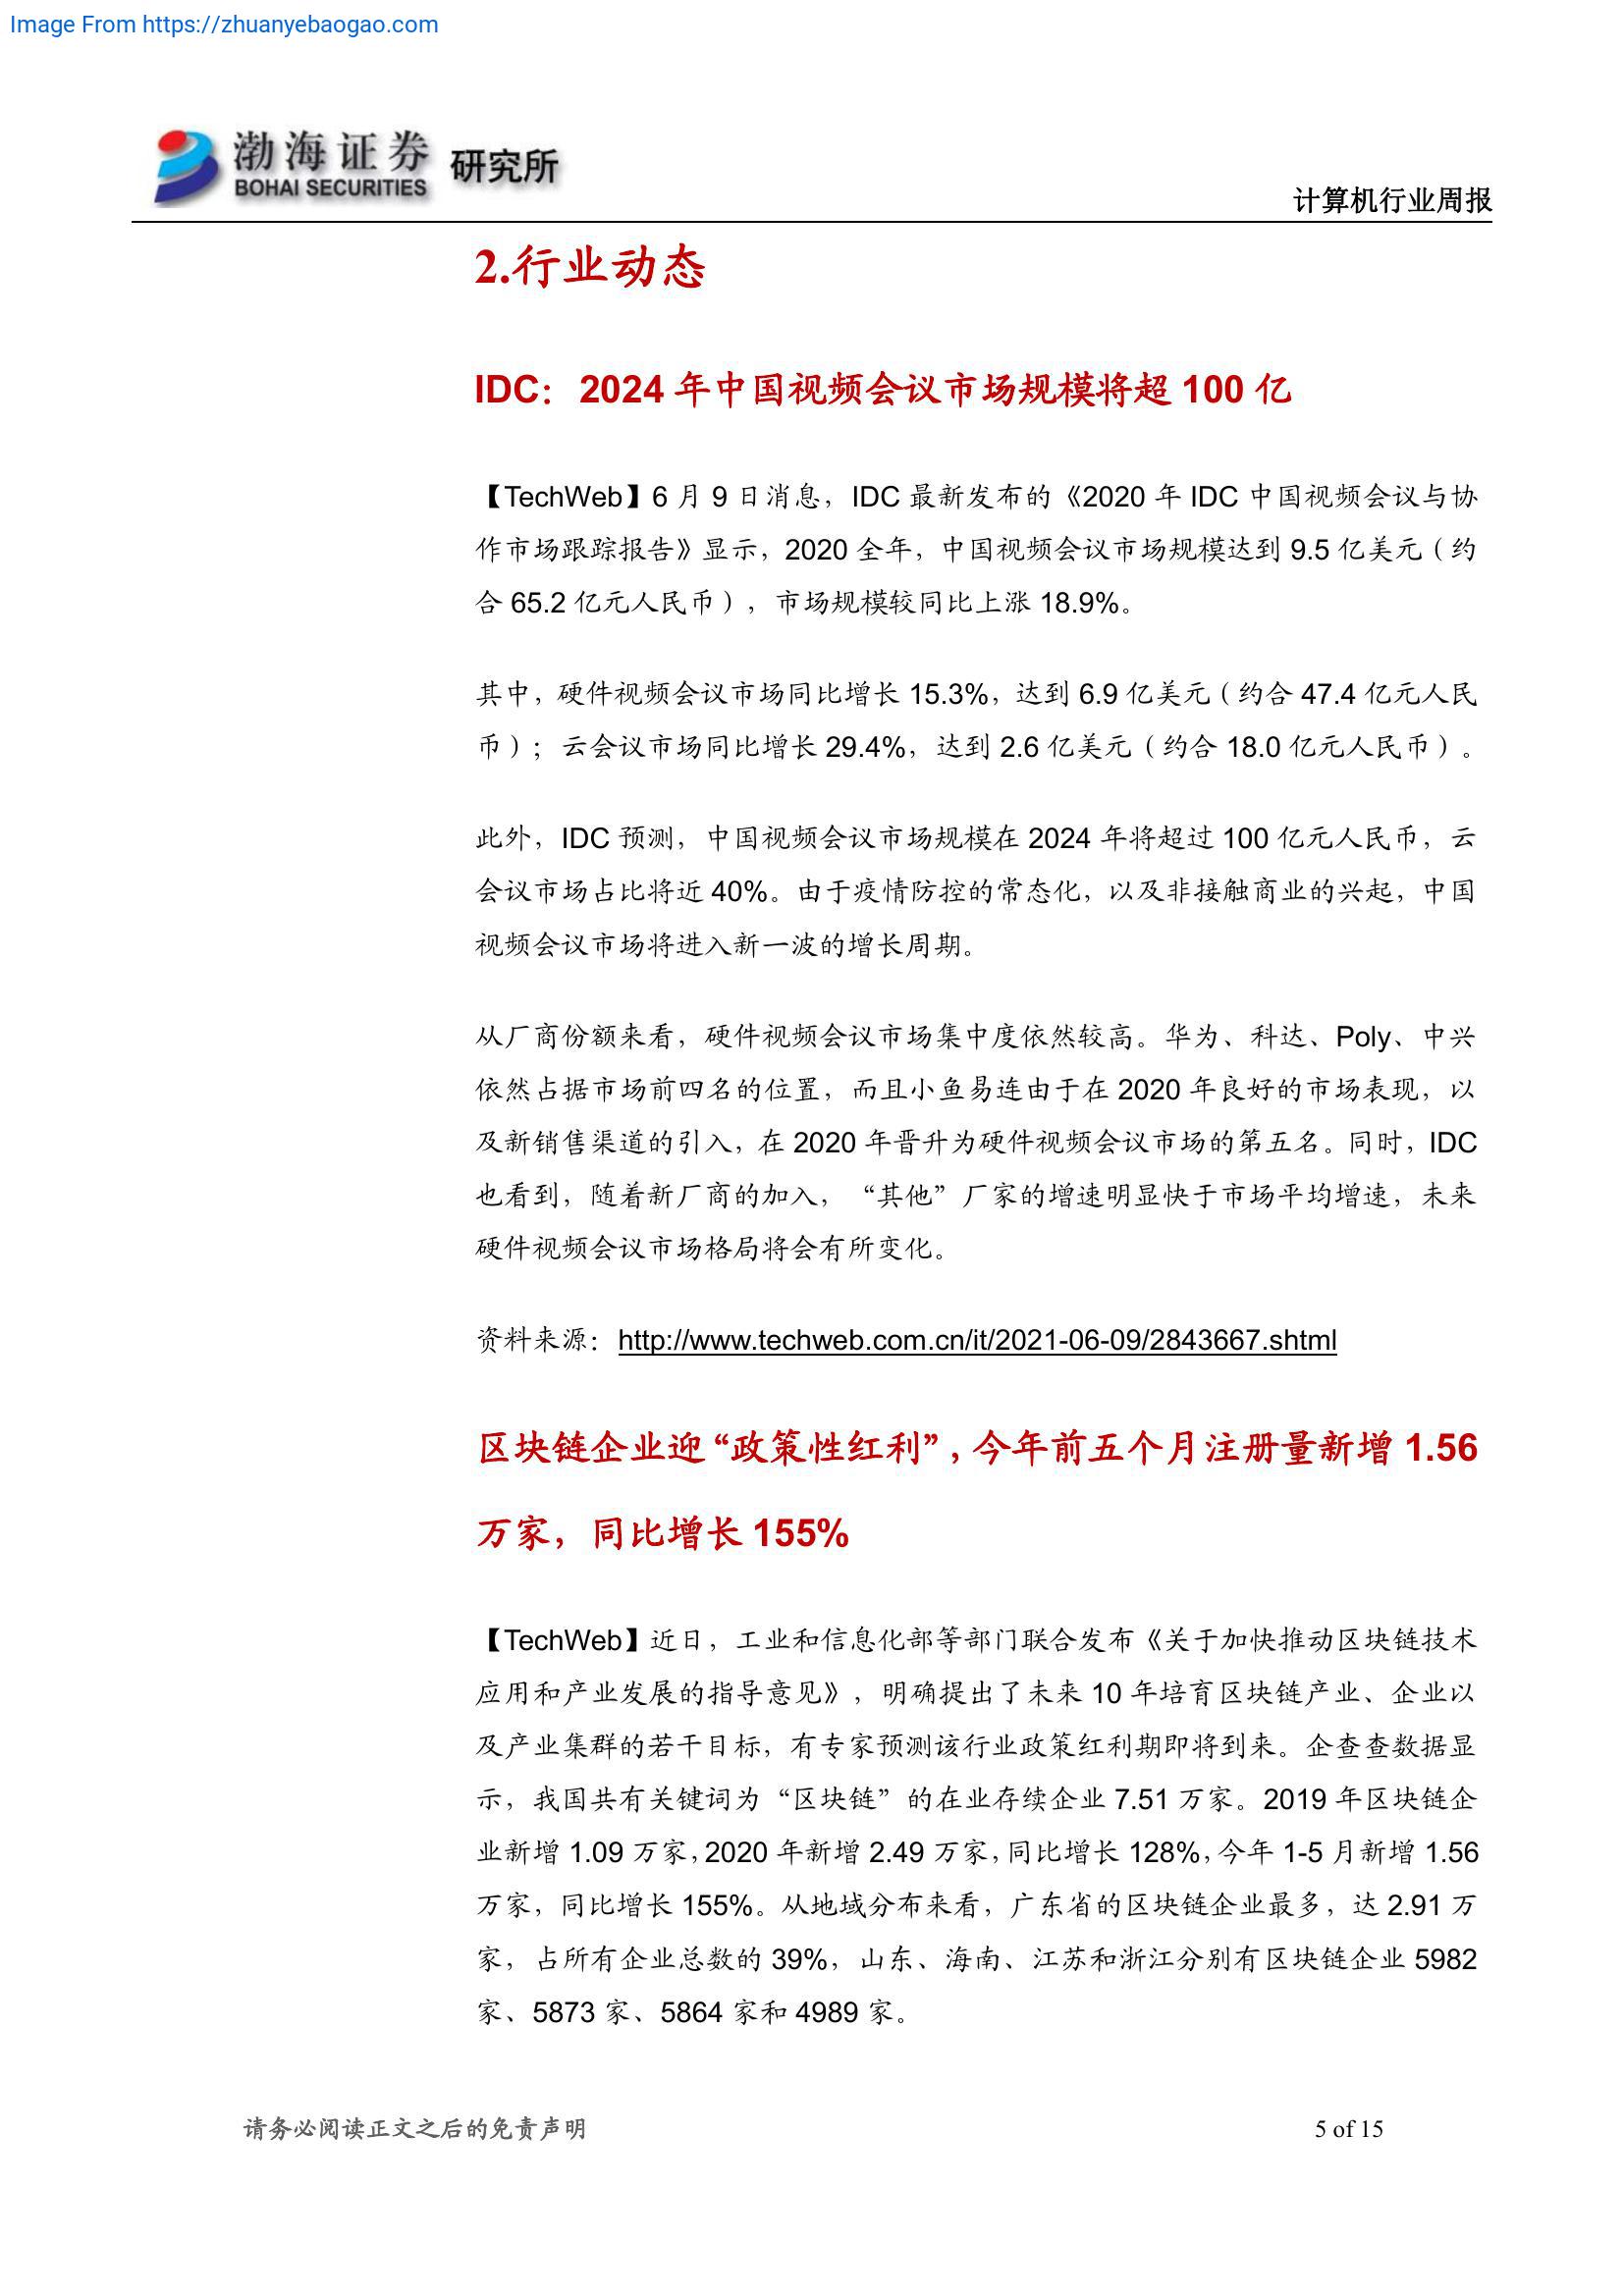 Image From https://zhuanyebaogao.com
渤海证券 研究所
BOHAI SECURITIES
计算机行业周报
2.行业动态
IDC：2024 年中国视频会议市场规模将超 100 亿
【TechWeb】6 月 9 日消息，IDC 最新发布的《2020 年 IDC 中国视频会议与协
作市场跟踪报告》显示，2020 全年，中国视频会议市场规模达到 9.5 亿美元（约
合 65.2 亿元人民币），市场规模较同比上涨 18.9%。
其中，硬件视频会议市场同比增长 15.3%，达到 6.9 亿美元（约合 47.4 亿元人民
币）；云会议市场同比增长 29.4%，达到 2.6 亿美元（约合 18.0 亿元人民币）。
此外，IDC 预测，中国视频会议市场规模在 2024 年将超过 100 亿元人民币，云
会议市场占比将近 40%。由于疫情防控的常态化，以及非接触商业的兴起，中国
视频会议市场将进入新一波的增长周期。
从厂商份额来看，硬件视频会议市场集中度依然较高。华为、科达、Poly、中兴
依然占据市场前四名的位置，而且小鱼易连由于在 2020 年良好的市场表现，以
及新销售渠道的引入，在 2020 年晋升为硬件视频会议市场的第五名。同时，IDC
也看到，随着新厂商的加入，“其他”厂家的增速明显快于市场平均增速，未来
硬件视频会议市场格局将会有所变化。
资料来源：http://www.techweb.com.cn/it/2021-06-09/2843667.shtml
区块链企业迎“政策性红利”，今年前五个月注册量新增 1.56
万家，同比增长 155%
【TechWeb】近日，工业和信息化部等部门联合发布《关于加快推动区块链技术
应用和产业发展的指导意见》，明确提出了未来 10 年培育区块链产业、企业以
及产业集群的若干目标，有专家预测该行业政策红利期即将到来。企查查数据显
示，我国共有关键词为“区块链”的在业存续企业 7.51 万家。2019 年区块链企
业新增 1.09 万家，2020 年新增 2.49 万家，同比增长 128%，今年 1-5 月新增 1.56
万家，同比增长 155%。从地域分布来看，广东省的区块链企业最多，达 2.91 万
家，占所有企业总数的 39%，山东、海南、江苏和浙江分别有区块链企业 5982
家、5873 家、5864 家和 4989 家。
请务必阅读正文之后的免责声明
5 of 15